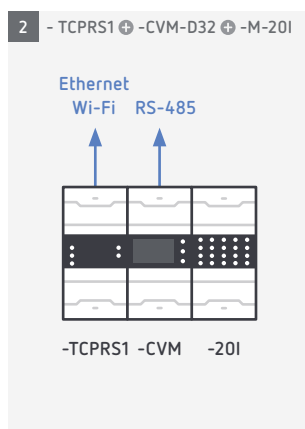 2 - TCPRS1 + -CVM-D32 + -M-20I
Ethernet
Wi-Fi RS-485
-TCPRS1 -CVM -20I